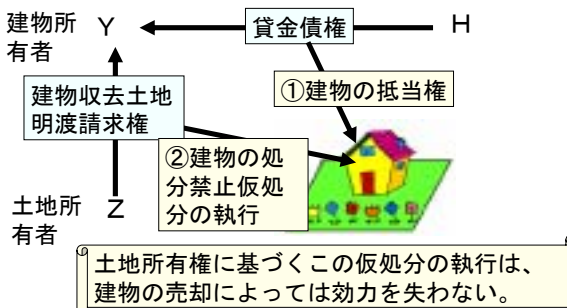 建物所
有者
Y
貸金債権
H
①建物の抵当権
建物収去土地
明渡請求権
②建物の処
分禁止仮処
分の執行
土地所
有者
Z
土地所有権に基づくこの仮処分の執行は、
建物の売却によっては効力を失わない。